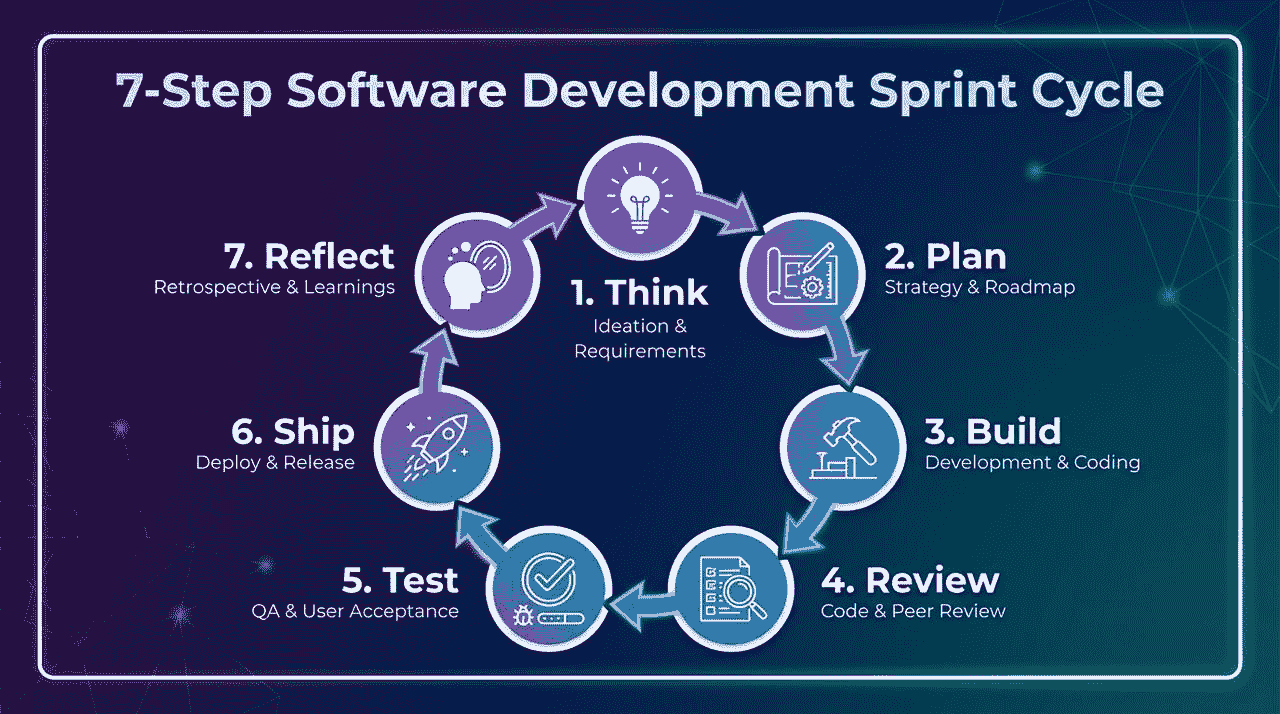 7-Step Software Development Sprint Cycle
1. Think
Ideation &
Requirements
2. Plan
Strategy & Roadmap
3. Build
Development & Coding
4. Review
Code & Peer Review
5. Test
QA & User Acceptance
6. Ship
Deploy & Release
7. Reflect
Retrospective & Learnings